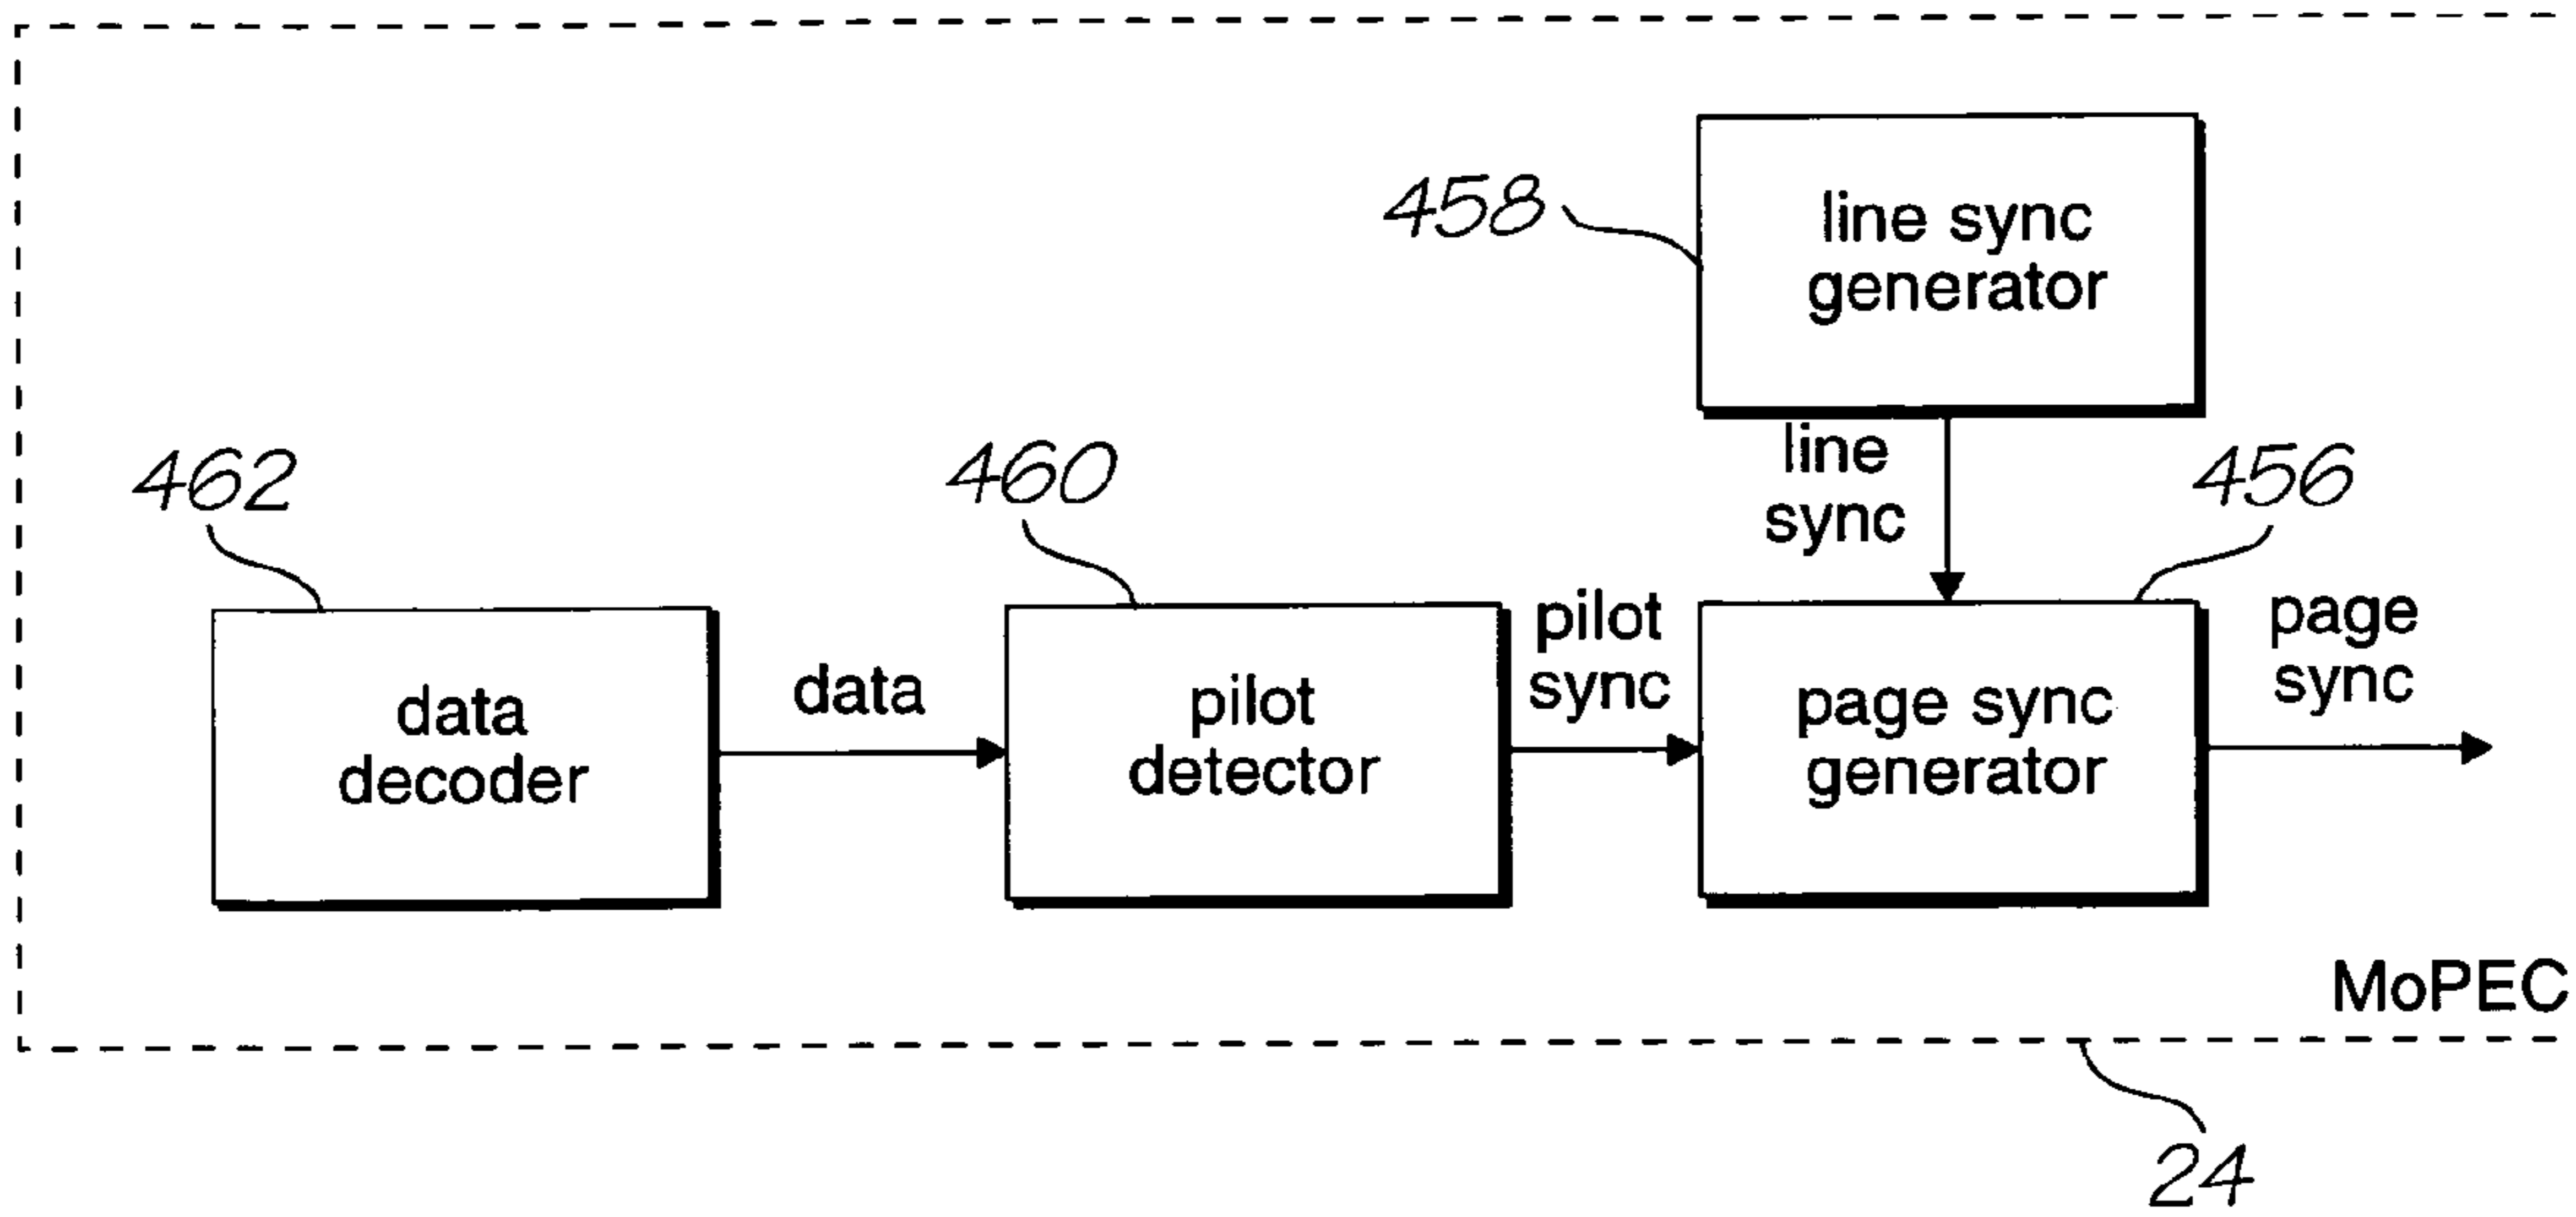 458
line sync
generator
line
sync
462
460
456
data
decoder
data
pilot
detector
pilot
sync
page sync
generator
page
sync
MoPEC
24